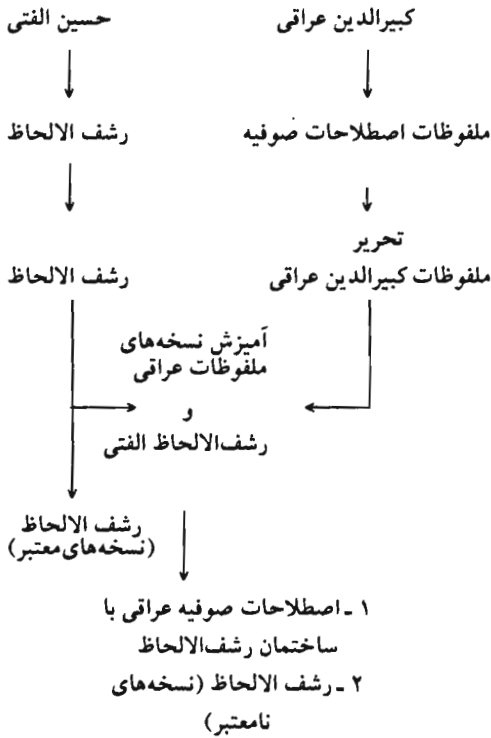 کبیرالدین عراقی
حسین الفتی
ملفوظات اصطلاحات صوفیه
رشف الالحاظ
تحریر
ملفوظات کبیرالدین عراقی
رشف الالحاظ
آمیزش نسخه‌های
ملفوظات عراقی
و
رشف‌الالحاظ الفتی
رشف الالحاظ
(نسخه‌های معتبر)
۱ ـ اصطلاحات صوفیه عراقی با
ساختمان رشف‌الالحاظ
۲ ـ رشف الالحاظ (نسخه‌های
نامعتبر)